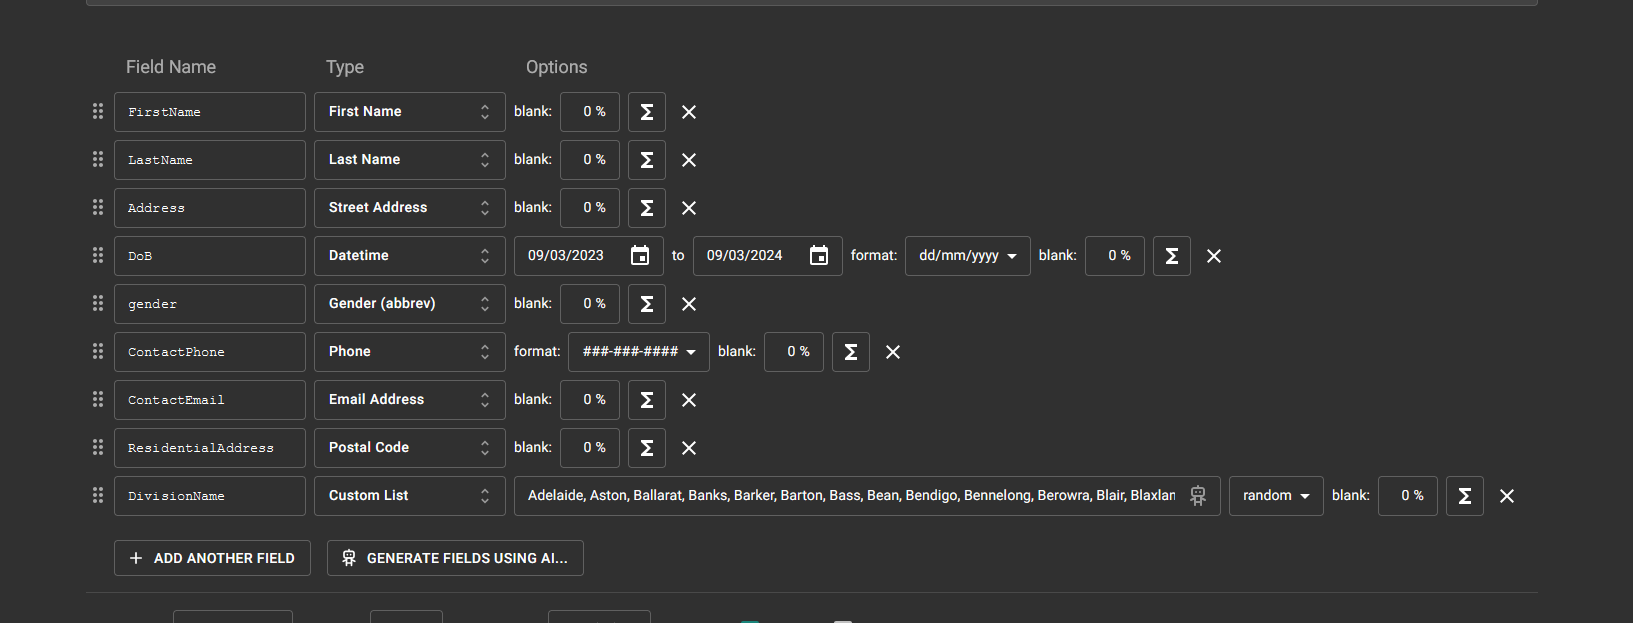 Field Name Type Options
FirstName First Name blank: 0 % Σ
LastName Last Name blank: 0 % Σ
Address Street Address blank: 0 % Σ
DoB Datetime 09/03/2023 to 09/03/2024 format: dd/mm/yyyy blank: 0 % Σ
gender Gender (abbrev) blank: 0 % Σ
ContactPhone Phone format: ###-###-#### blank: 0 % Σ
ContactEmail Email Address blank: 0 % Σ
ResidentialAddress Postal Code blank: 0 % Σ
DivisionName Custom List Adelaide, Aston, Ballarat, Banks, Barker, Barton, Bass, Bean, Bendigo, Bennelong, Berowra, Blair, Blaxlan random blank: 0 % Σ
+ ADD ANOTHER FIELD GENERATE FIELDS USING AI...